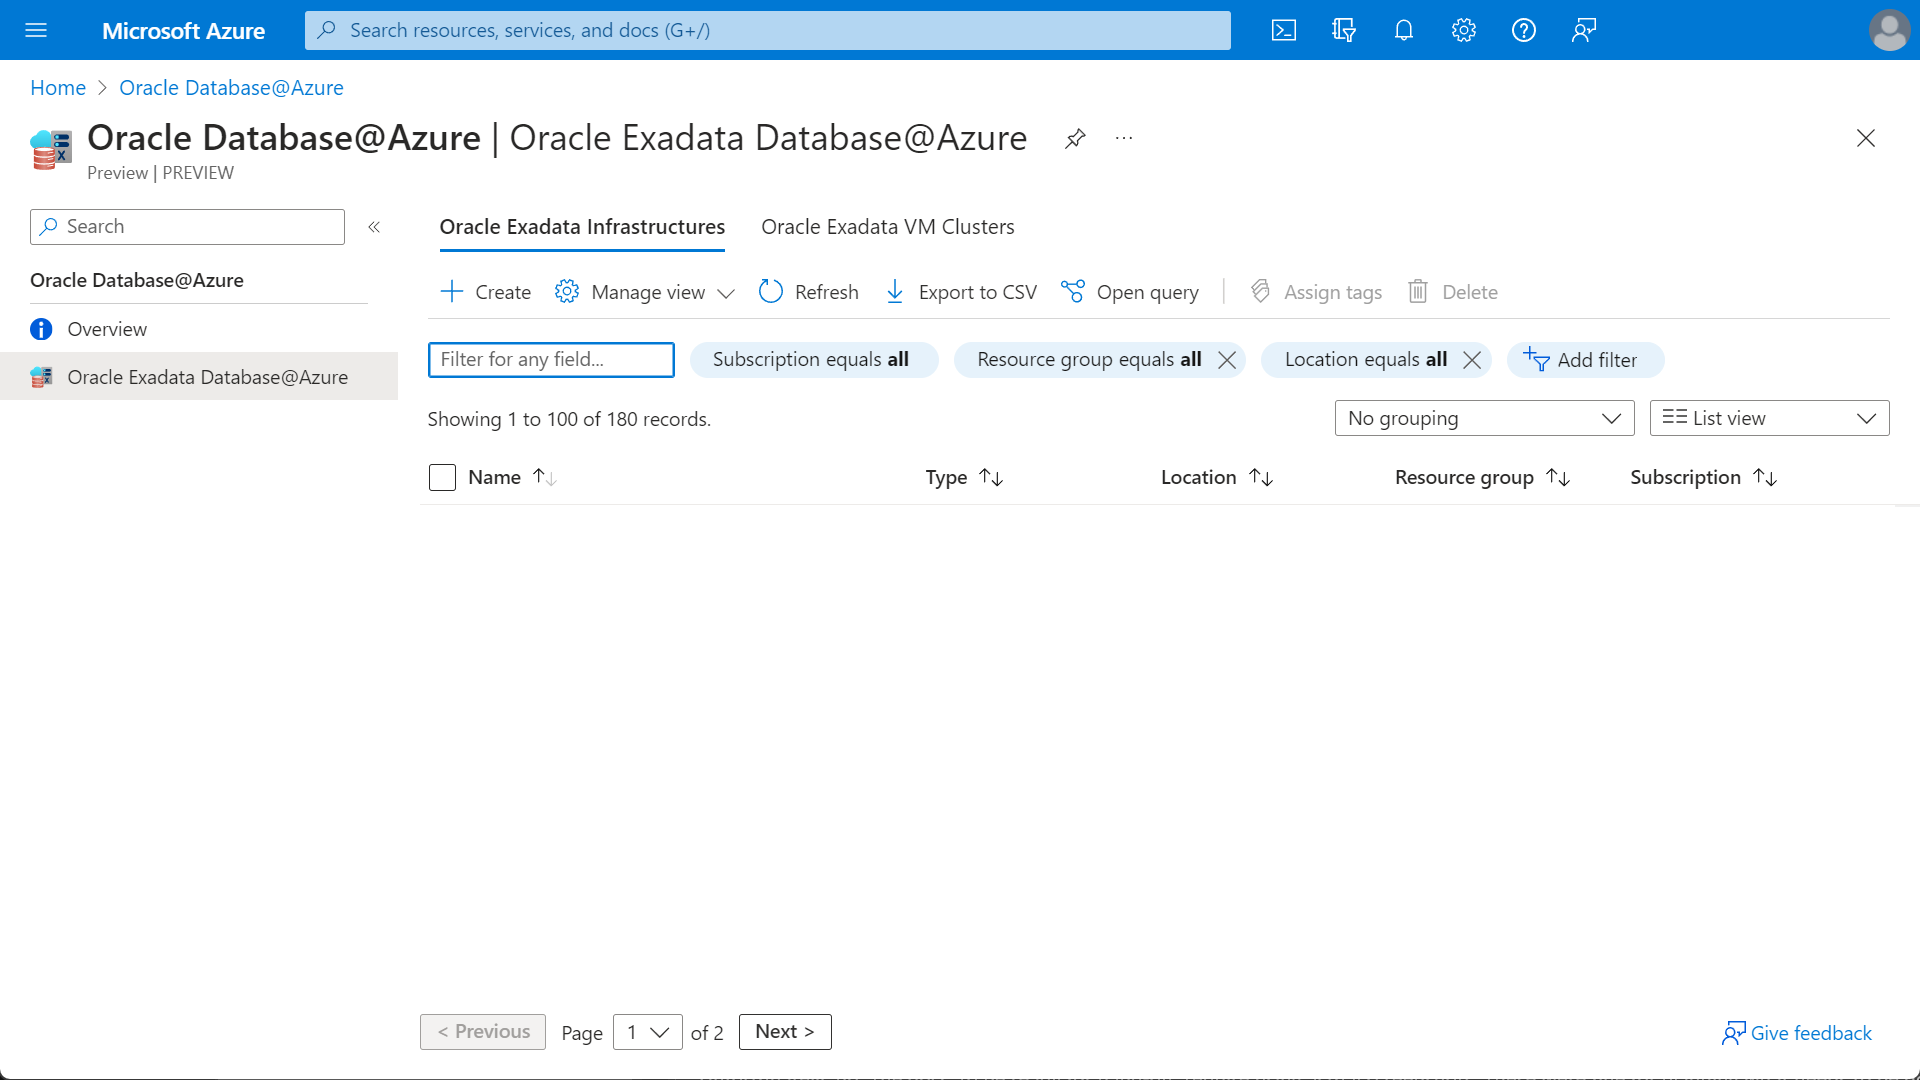 Microsoft Azure
Search resources, services, and docs (G+/)
Home > Oracle Database@Azure
Oracle Database@Azure | Oracle Exadata Database@Azure
Preview | PREVIEW
Search
Oracle Database@Azure
Overview
Oracle Exadata Database@Azure
Oracle Exadata Infrastructures Oracle Exadata VM Clusters
Create Manage view Refresh Export to CSV Open query Assign tags Delete
Filter for any field... Subscription equals all Resource group equals all Location equals all Add filter
Showing 1 to 100 of 180 records.
No grouping List view
Name Type Location Resource group Subscription
< Previous Page 1 of 2 Next >
Give feedback